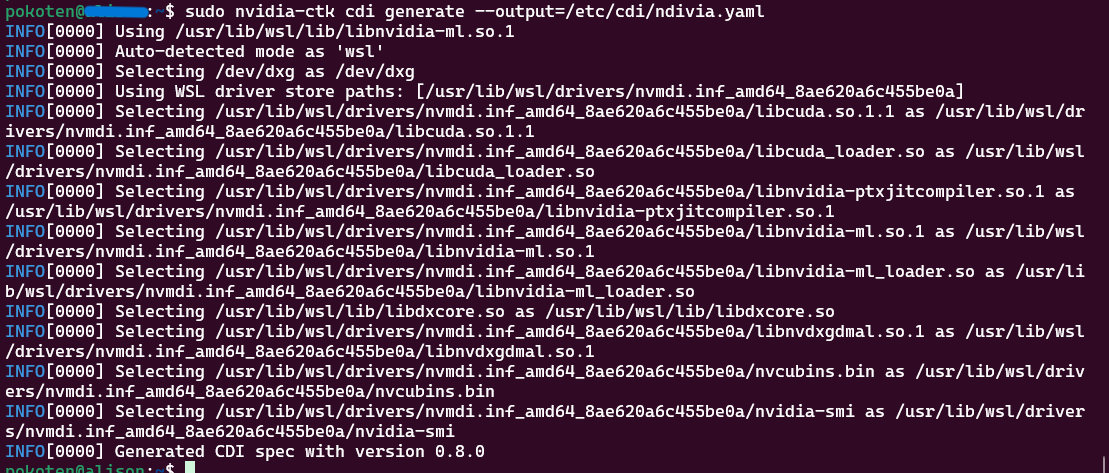 pokoten@ :~$ sudo nvidia-ctk cdi generate --output=/etc/cdi/ndivia.yaml
INFO[0000] Using /usr/lib/wsl/lib/libnvidia-ml.so.1
INFO[0000] Auto-detected mode as 'wsl'
INFO[0000] Selecting /dev/dxg as /dev/dxg
INFO[0000] Using WSL driver store paths: [/usr/lib/wsl/drivers/nvmdi.inf_amd64_8ae620a6c455be0a]
INFO[0000] Selecting /usr/lib/wsl/drivers/nvmdi.inf_amd64_8ae620a6c455be0a/libcuda.so.1.1 as /usr/lib/wsl/dr
ivers/nvmdi.inf_amd64_8ae620a6c455be0a/libcuda.so.1.1
INFO[0000] Selecting /usr/lib/wsl/drivers/nvmdi.inf_amd64_8ae620a6c455be0a/libcuda_loader.so as /usr/lib/wsl
/drivers/nvmdi.inf_amd64_8ae620a6c455be0a/libcuda_loader.so
INFO[0000] Selecting /usr/lib/wsl/drivers/nvmdi.inf_amd64_8ae620a6c455be0a/libnvidia-ptxjitcompiler.so.1 as
/usr/lib/wsl/drivers/nvmdi.inf_amd64_8ae620a6c455be0a/libnvidia-ptxjitcompiler.so.1
INFO[0000] Selecting /usr/lib/wsl/drivers/nvmdi.inf_amd64_8ae620a6c455be0a/libnvidia-ml.so.1 as /usr/lib/wsl
/drivers/nvmdi.inf_amd64_8ae620a6c455be0a/libnvidia-ml.so.1
INFO[0000] Selecting /usr/lib/wsl/drivers/nvmdi.inf_amd64_8ae620a6c455be0a/libnvidia-ml_loader.so as /usr/li
b/wsl/drivers/nvmdi.inf_amd64_8ae620a6c455be0a/libnvidia-ml_loader.so
INFO[0000] Selecting /usr/lib/wsl/lib/libdxcore.so as /usr/lib/wsl/lib/libdxcore.so
INFO[0000] Selecting /usr/lib/wsl/drivers/nvmdi.inf_amd64_8ae620a6c455be0a/libnvdxgdmal.so.1 as /usr/lib/wsl
/drivers/nvmdi.inf_amd64_8ae620a6c455be0a/libnvdxgdmal.so.1
INFO[0000] Selecting /usr/lib/wsl/drivers/nvmdi.inf_amd64_8ae620a6c455be0a/nvcubins.bin as /usr/lib/wsl/driv
ers/nvmdi.inf_amd64_8ae620a6c455be0a/nvcubins.bin
INFO[0000] Selecting /usr/lib/wsl/drivers/nvmdi.inf_amd64_8ae620a6c455be0a/nvidia-smi as /usr/lib/wsl/driver
s/nvmdi.inf_amd64_8ae620a6c455be0a/nvidia-smi
INFO[0000] Generated CDI spec with version 0.8.0
pokoten@alison:~$